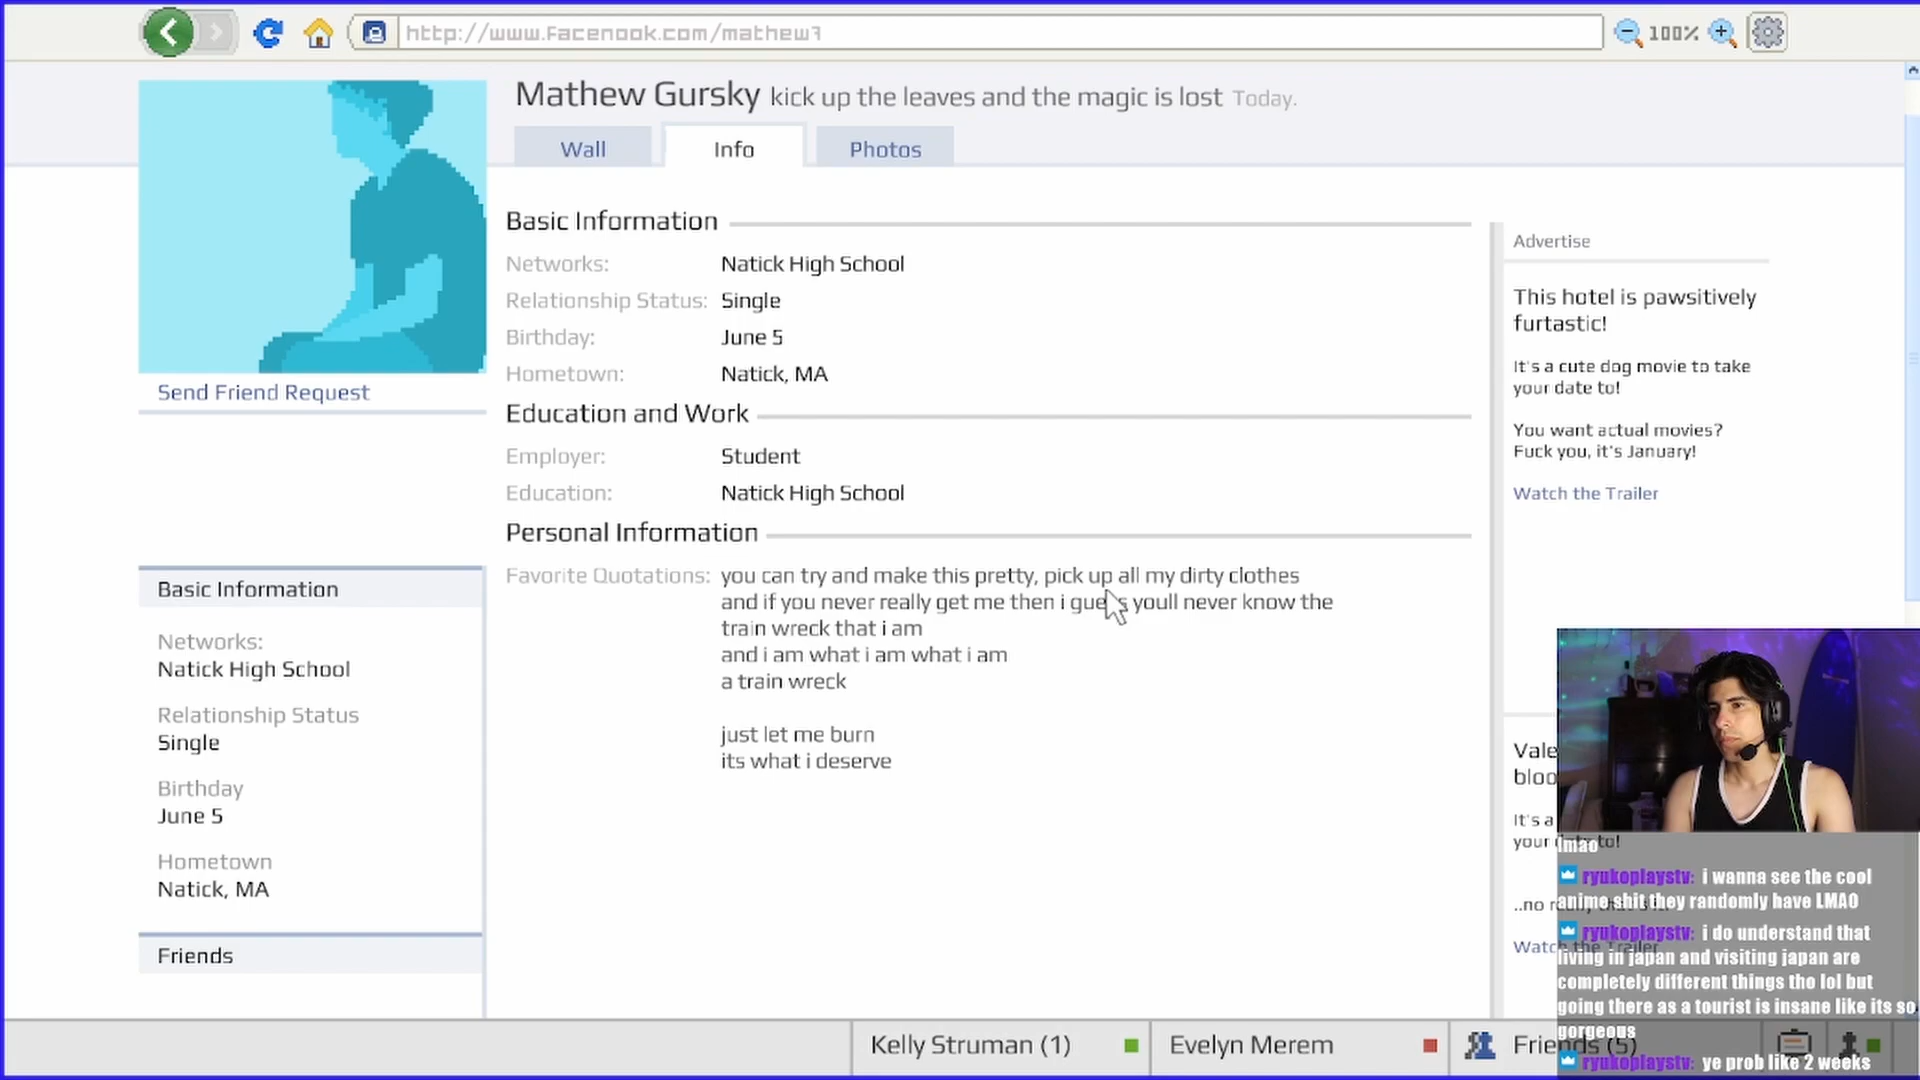 http://www.facenook.com/mathew7
100%
Mathew Gursky kick up the leaves and the magic is lost Today.
Wall
Info
Photos
Send Friend Request
Basic Information
Networks: Natick High School
Relationship Status: Single
Birthday: June 5
Hometown: Natick, MA
Education and Work
Employer: Student
Education: Natick High School
Personal Information
Favorite Quotations: you can try and make this pretty, pick up all my dirty clothes
and if you never really get me then i guess youll never know the
train wreck that i am
and i am what i am what i am
a train wreck
just let me burn
its what i deserve
Basic Information
Networks:
Natick High School
Relationship Status
Single
Birthday
June 5
Hometown
Natick, MA
Friends
Advertise
This hotel is pawsitively
furtastic!
It's a cute dog movie to take
your date to!
You want actual movies?
Fuck you, it's January!
Watch the Trailer
Vale
bloo
It's a
your to!
..no
Watch the Trailer
lmao
ryukoplaystv: i wanna see the cool
anime shit they randomly have LMAO
ryukoplaystv: i do understand that
living in japan and visiting japan are
completely different things tho lol but
going there as a tourist is insane like its so
gorgeous
ryukoplaystv: ye prob like 2 weeks
Kelly Struman (1)
Evelyn Merem
Friends (5)